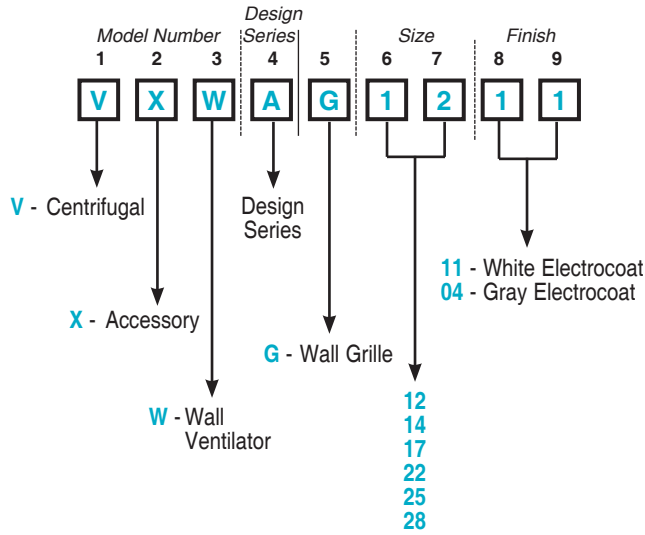 Design
Model Number Series Size Finish
1 2 3 4 5 6 7 8 9
V X W A G 1 2 1 1
V - Centrifugal
Design
Series
11 - White Electrocoat
04 - Gray Electrocoat
X - Accessory
G - Wall Grille
W - Wall
Ventilator
12
14
17
22
25
28